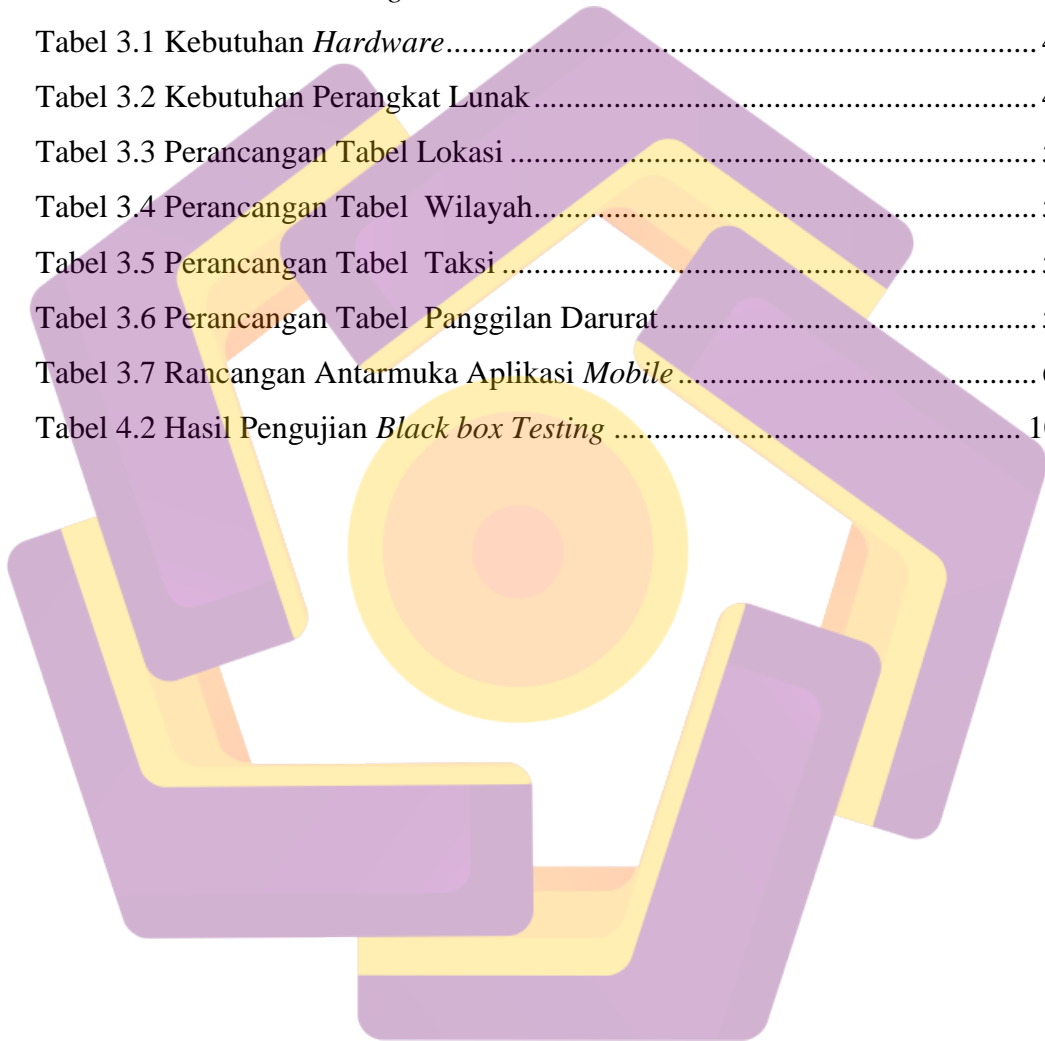 Tabel 3.1 Kebutuhan Hardware
Tabel 3.2 Kebutuhan Perangkat Lunak
Tabel 3.3 Perancangan Tabel Lokasi
Tabel 3.4 Perancangan Tabel Wilayah
Tabel 3.5 Perancangan Tabel Taksi
Tabel 3.6 Perancangan Tabel Panggilan Darurat
Tabel 3.7 Rancangan Antarmuka Aplikasi Mobile
Tabel 4.2 Hasil Pengujian Black box Testing